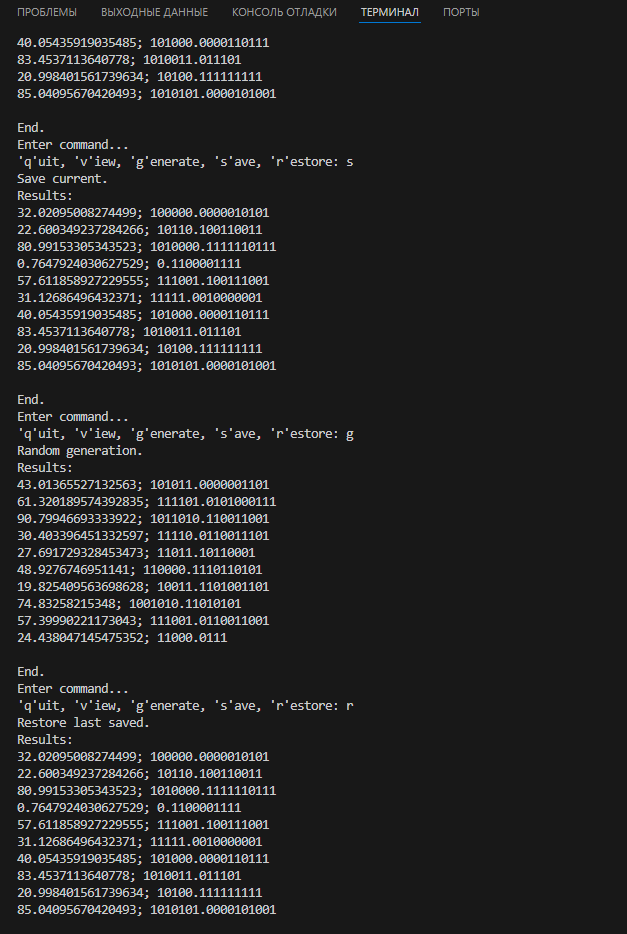 ПРОБЛЕМЫ ВЫХОДНЫЕ ДАННЫЕ КОНСОЛЬ ОТЛАДКИ ТЕРМИНАЛ ПОРТЫ
40.05435919035485; 101000.0000110111
83.4537113640778; 1010011.011101
20.998401561739634; 10100.111111111
85.04095670420493; 1010101.0000101001
End.
Enter command...
'q'uit, 'v'iew, 'g'enerate, 's'ave, 'r'estore: s
Save current.
Results:
32.02095008274499; 100000.0000010101
22.600349237284266; 10110.100110011
80.99153305343523; 1010000.1111110111
0.7647924030627529; 0.1100001111
57.611858927229555; 111001.100111001
31.12686496432371; 11111.0010000001
40.05435919035485; 101000.0000110111
83.4537113640778; 1010011.011101
20.998401561739634; 10100.111111111
85.04095670420493; 1010101.0000101001
End.
Enter command...
'q'uit, 'v'iew, 'g'enerate, 's'ave, 'r'estore: g
Random generation.
Results:
43.01365527132563; 101011.0000001101
61.320189574392835; 111101.0101000111
90.79946693333922; 1011010.110011001
30.403396451332597; 11110.0110011101
27.691729328453473; 11011.10110001
48.9276746951141; 110000.1110110101
19.825409563698628; 10011.1101001101
74.83258215348; 1001010.11010101
57.39990221173043; 111001.0110011001
24.438047145475352; 11000.0111
End.
Enter command...
'q'uit, 'v'iew, 'g'enerate, 's'ave, 'r'estore: r
Restore last saved.
Results:
32.02095008274499; 100000.0000010101
22.600349237284266; 10110.100110011
80.99153305343523; 1010000.1111110111
0.7647924030627529; 0.1100001111
57.611858927229555; 111001.100111001
31.12686496432371; 11111.0010000001
40.05435919035485; 101000.0000110111
83.4537113640778; 1010011.011101
20.998401561739634; 10100.111111111
85.04095670420493; 1010101.0000101001